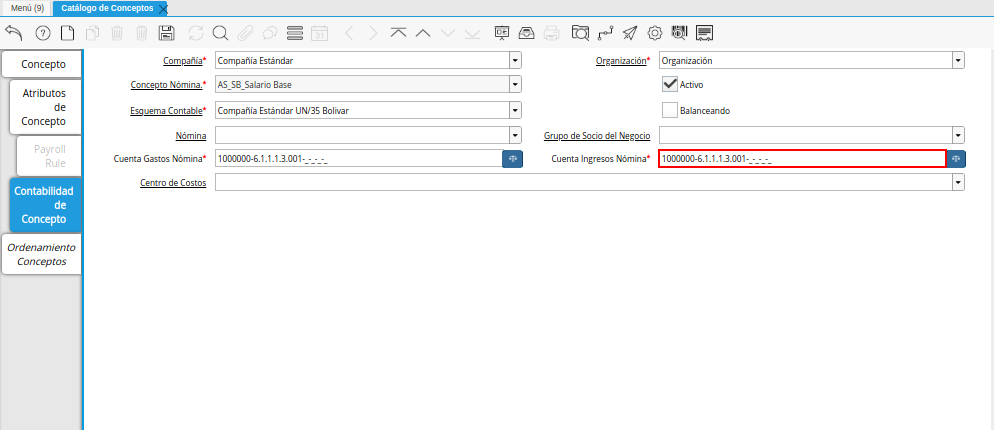 Menú (9)
Catálogo de Conceptos
31
Concepto
Atributos
de
Concepto
Payroll
Rule
Contabilidad
de
Concepto
Ordenamiento
Conceptos
Compañía* Compañía Estándar
Organización* Organización
Concepto Nómina.* AS_SB_Salario Base
Activo
Esquema Contable* Compañía Estándar UN/35 Bolivar
Balanceando
Nómina
Grupo de Socio del Negocio
Cuenta Gastos Nómina* 1000000-6.1.1.1.3.001-_-_-_-_
Cuenta Ingresos Nómina* 1000000-6.1.1.1.3.001-_-_-_-_
Centro de Costos